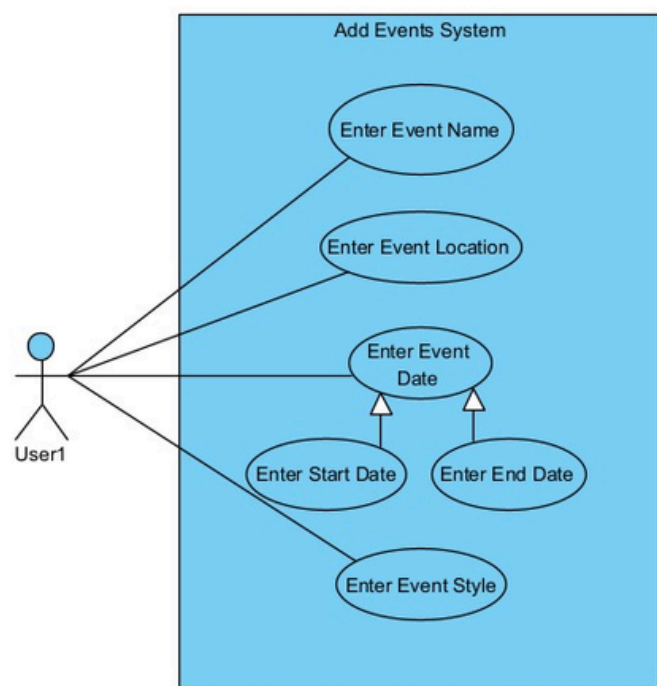 Add Events System
Enter Event Name
Enter Event Location
Enter Event
Date
User1
Enter Start Date
Enter End Date
Enter Event Style